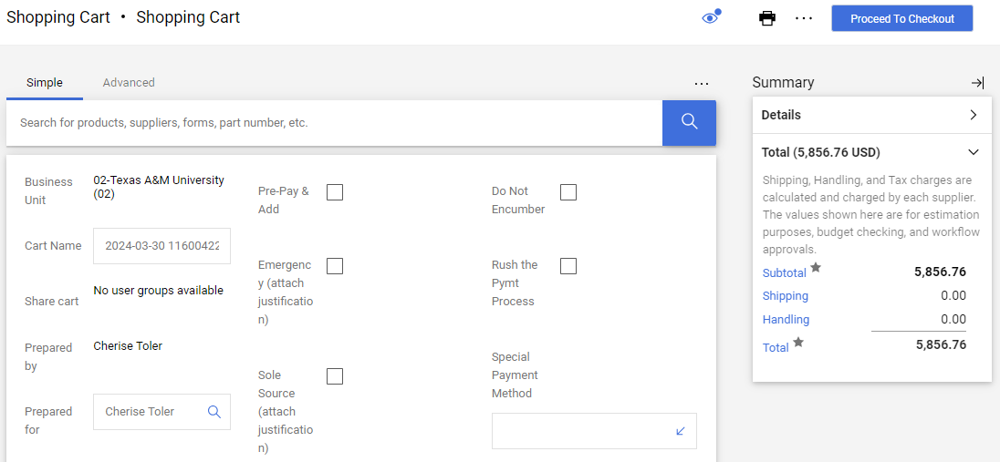 Shopping Cart • Shopping Cart
Proceed To Checkout
Simple
Advanced
Search for products, suppliers, forms, part number, etc.
Business
Unit
02-Texas A&M University
(02)
Cart Name
2024-03-30 11600422
Share cart
No user groups available
Prepared
by
Cherise Toler
Prepared
for
Cherise Toler
Pre-Pay &
Add
Emergenc
y (attach
justificatio
n)
Sole
Source
(attach
justificatio
n)
Do Not
Encumber
Rush the
Pymt
Process
Special
Payment
Method
Summary
Details
Total (5,856.76 USD)
Shipping, Handling, and Tax charges are
calculated and charged by each supplier.
The values shown here are for estimation
purposes, budget checking, and workflow
approvals.
Subtotal 5,856.76
Shipping 0.00
Handling 0.00
Total 5,856.76